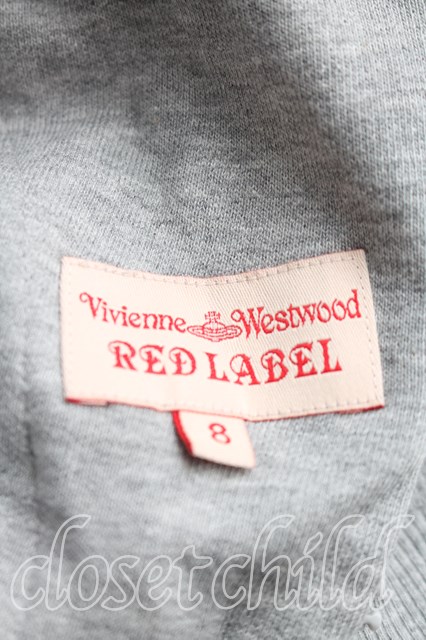 Vivienne Westwood
RED LABEL
8
closetchild